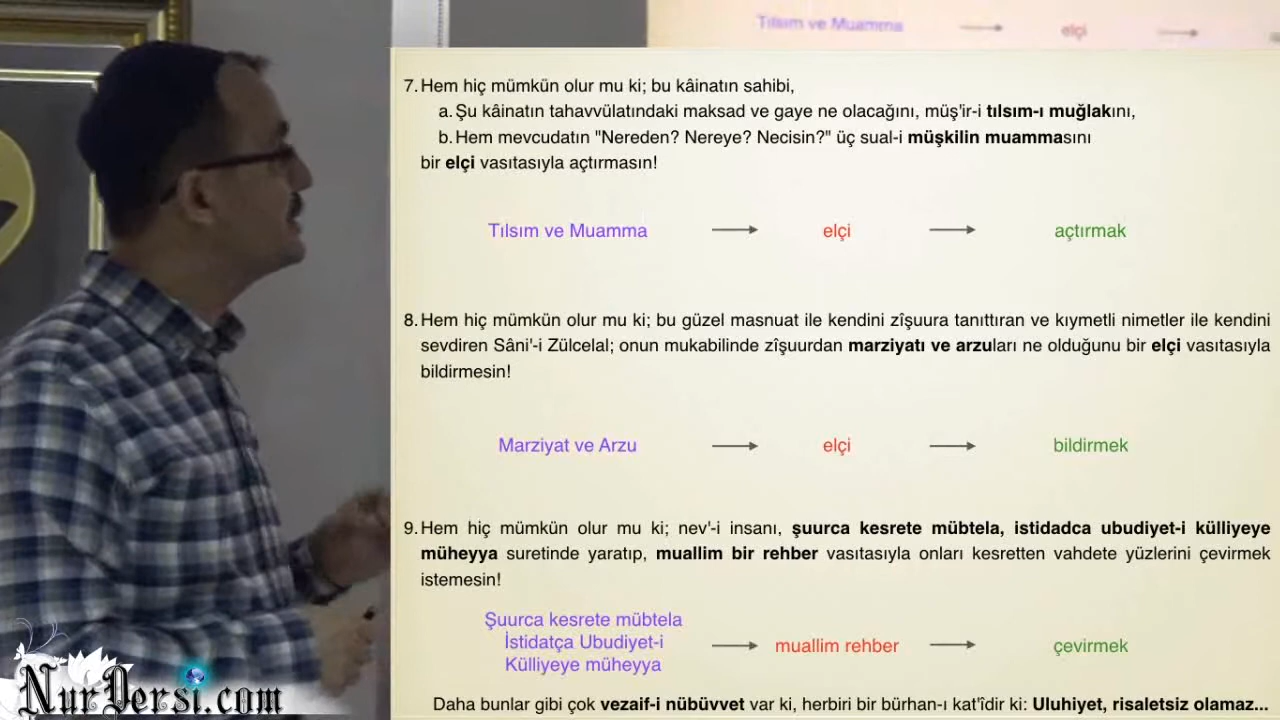 Tılsım ve Muamma → elçi →
7. Hem hiç mümkün olur mu ki; bu kâinatın sahibi,
a. Şu kâinatın tahavvülatındaki maksad ve gaye ne olacağını, müş'ir-i tılsım-ı muğlakını,
b. Hem mevcudatın "Nereden? Nereye? Necisin?" üç sual-i müşkilin muammasını
bir elçi vasıtasıyla açtırmasın!
Tılsım ve Muamma → elçi → açtırmak
8. Hem hiç mümkün olur mu ki; bu güzel masnuat ile kendini zîşuura tanıttıran ve kıymetli nimetler ile kendini
sevdiren Sâni'-i Zülcelal; onun mukabilinde zîşuurdan marziyatı ve arzuları ne olduğunu bir elçi vasıtasıyla
bildirmesin!
Marziyat ve Arzu → elçi → bildirmek
9. Hem hiç mümkün olur mu ki; nev'-i insanı, şuurca kesrete mübtela, istidadca ubudiyet-i külliyeye
müheyya suretinde yaratıp, muallim bir rehber vasıtasıyla onları kesretten vahdete yüzlerini çevirmek
istemesin!
Şuurca kesrete mübtela
İstidatça Ubudiyet-i
Külliyeye müheyya → muallim rehber → çevirmek
Daha bunlar gibi çok vezaif-i nübüvvet var ki, herbiri bir bürhan-ı kat'îdir ki: Uluhiyet, risaletsiz olamaz...
NurDersi.com